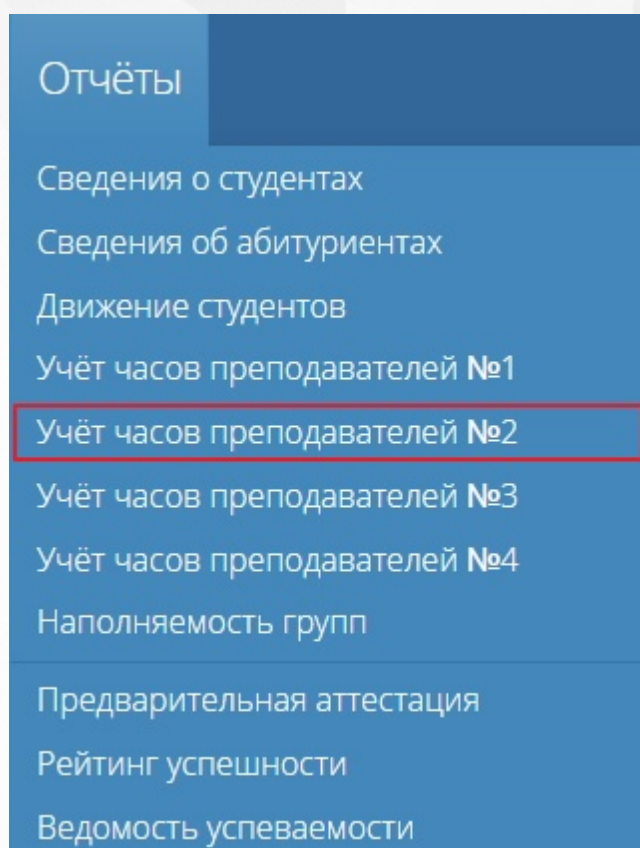 Отчёты
Сведения о студентах
Сведения об абитуриентах
Движение студентов
Учёт часов преподавателей №1
Учёт часов преподавателей №2
Учёт часов преподавателей №3
Учёт часов преподавателей №4
Наполняемость групп
Предварительная аттестация
Рейтинг успешности
Ведомость успеваемости